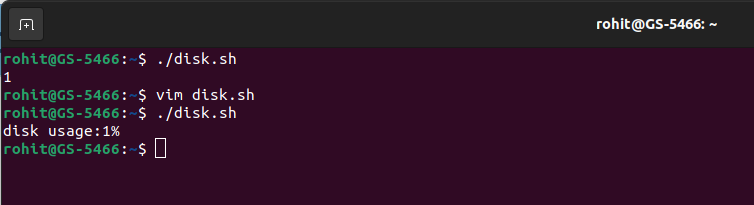 rohit@GS-5466: ~
rohit@GS-5466:~$ ./disk.sh
1
rohit@GS-5466:~$ vim disk.sh
rohit@GS-5466:~$ ./disk.sh
disk usage:1%
rohit@GS-5466:~$